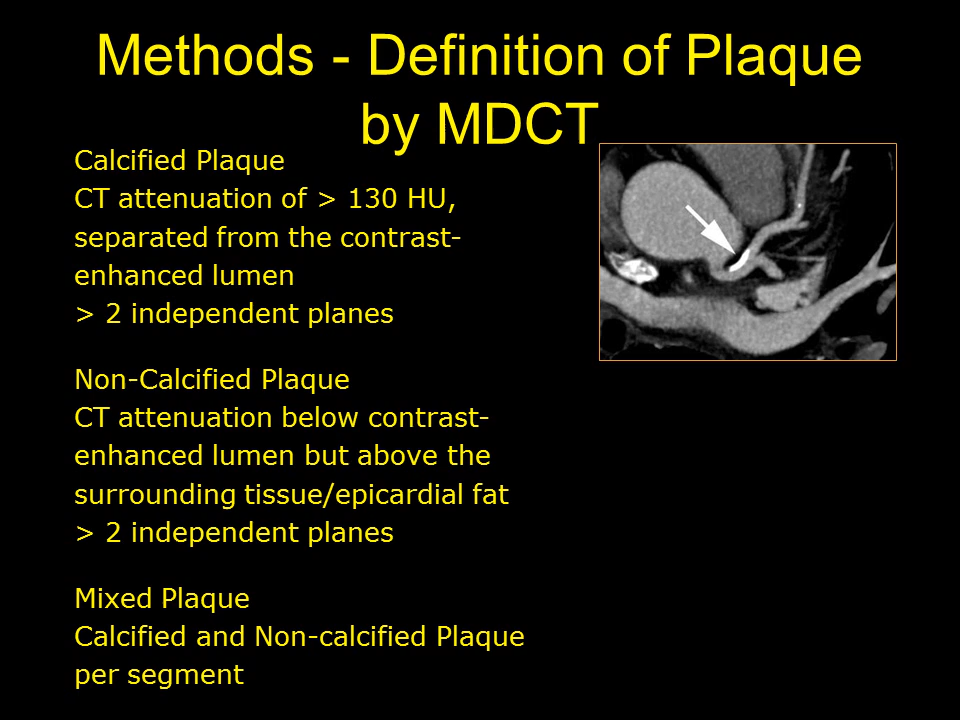 Methods - Definition of Plaque
by MDCT
Calcified Plaque
CT attenuation of > 130 HU,
separated from the contrast-
enhanced lumen
> 2 independent planes
Non-Calcified Plaque
CT attenuation below contrast-
enhanced lumen but above the
surrounding tissue/epicardial fat
> 2 independent planes
Mixed Plaque
Calcified and Non-calcified Plaque
per segment